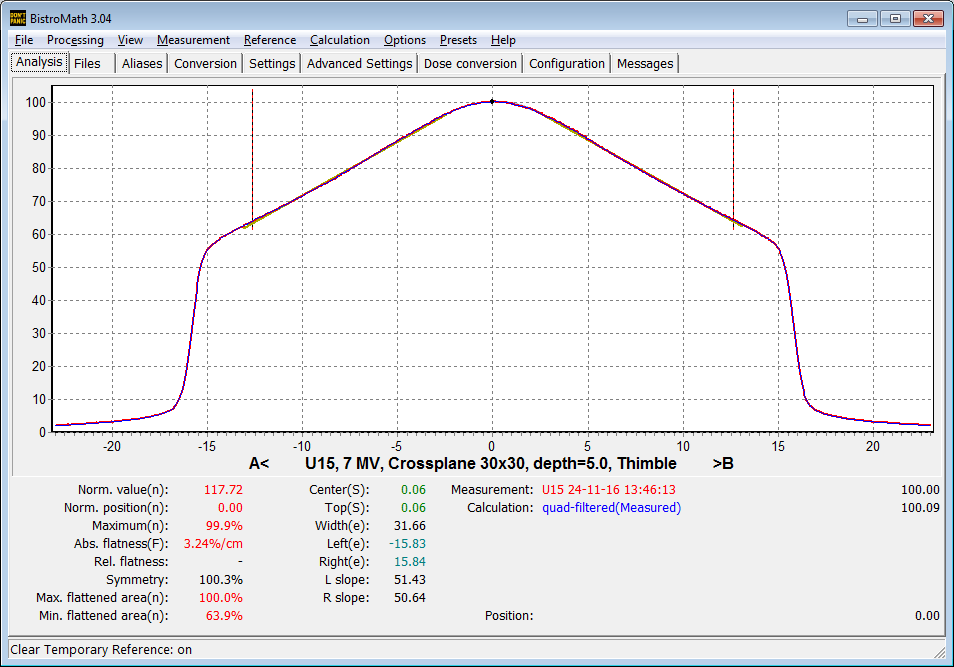 DON'T PANIC BistroMath 3.04
File Processing View Measurement Reference Calculation Options Presets Help
Analysis Files Aliases Conversion Settings Advanced Settings Dose conversion Configuration Messages
100
90
80
70
60
50
40
30
20
10
0
-20 -15 -10 -5 0 5 10 15 20
A< U15, 7 MV, Crossplane 30x30, depth=5.0, Thimble >B
Norm. value(n): 117.72 Center(S): 0.06 Measurement: U15 24-11-16 13:46:13 100.00
Norm. position(n): 0.00 Top(S): 0.06 Calculation: quad-filtered(Measured) 100.09
Maximum(n): 99.9% Width(e): 31.66
Abs. flatness(F): 3.24%/cm Left(e): -15.83
Rel. flatness: - Right(e): 15.84
Symmetry: 100.3% L slope: 51.43
Max. flattened area(n): 100.0% R slope: 50.64
Min. flattened area(n): 63.9% Position: 0.00
Clear Temporary Reference: on